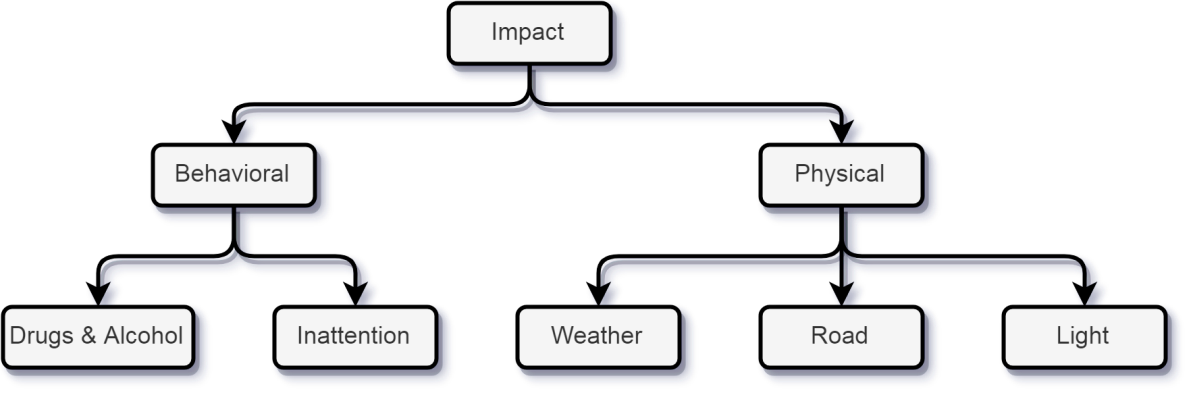 Impact
Behavioral
Physical
Drugs & Alcohol
Inattention
Weather
Road
Light